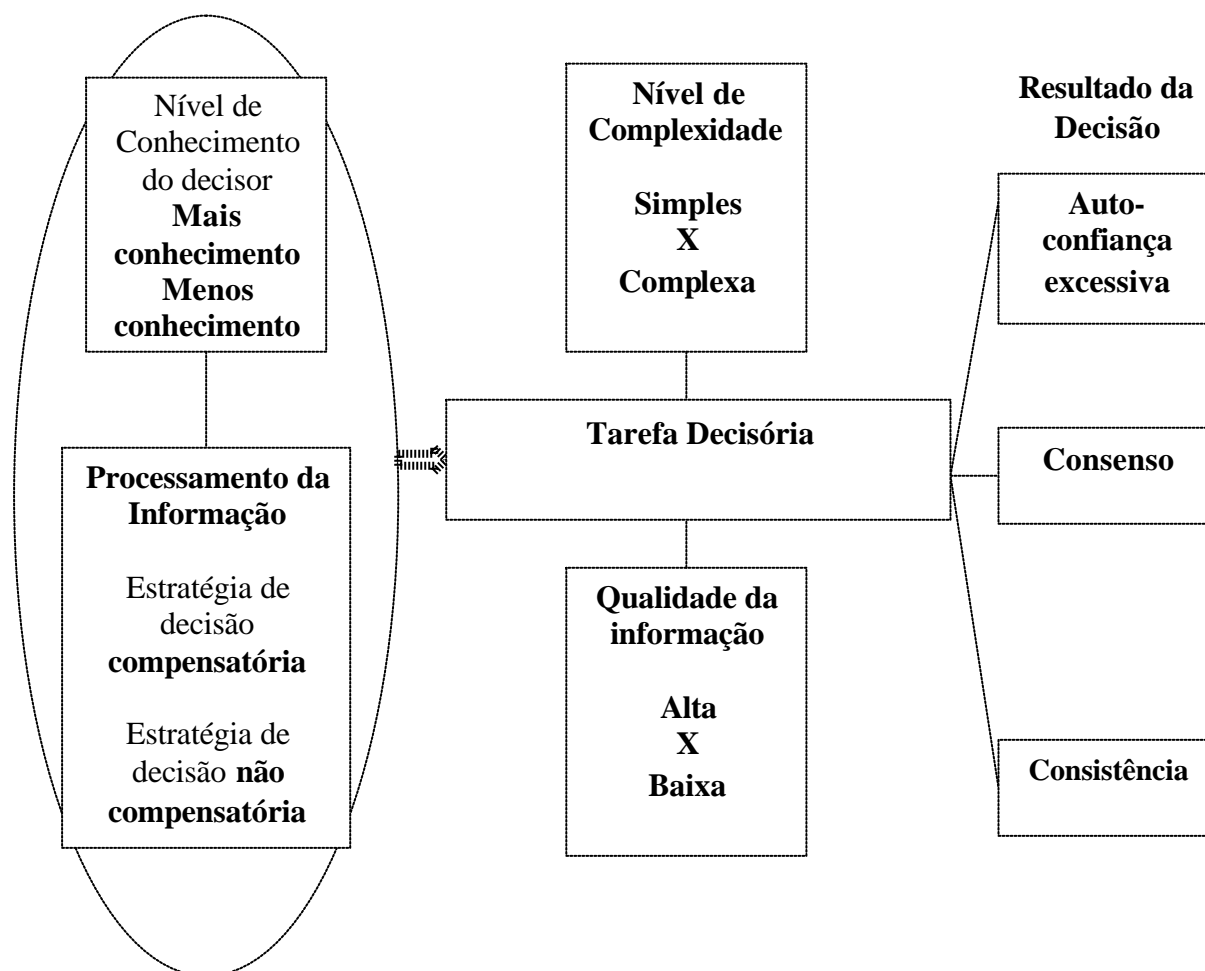 Nível de
Conhecimento
do decisor
Mais
conhecimento
Menos
conhecimento
Processamento da
Informação
Estratégia de
decisão
compensatória
Estratégia de
decisão não
compensatória
Nível de
Complexidade
Simples
X
Complexa
Tarefa Decisória
Qualidade da
informação
Alta
X
Baixa
Resultado da
Decisão
Auto-
confiança
excessiva
Consenso
Consistência